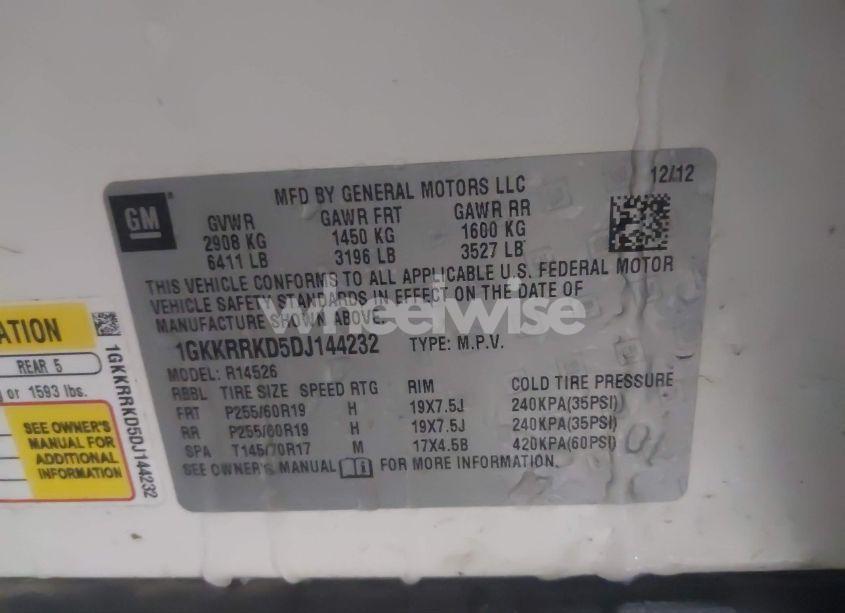 GM
MFD BY GENERAL MOTORS LLC
12/12
GVWR GAWR FRT GAWR RR
2908 KG 1450 KG 1600 KG
6411 LB 3196 LB 3527 LB
THIS VEHICLE CONFORMS TO ALL APPLICABLE U.S. FEDERAL MOTOR
VEHICLE SAFETY STANDARDS IN EFFECT ON THE DATE OF
MANUFACTURE SHOWN ABOVE.
wheelwise
1GKKRRKD5DJ144232 TYPE: M.P.V.
MODEL: R14526
RBBL TIRE SIZE SPEED RTG RIM COLD TIRE PRESSURE
FRT P255/60R19 H 19X7.5J 240KPA(35PSI)
RR P255/60R19 H 19X7.5J 240KPA(35PSI)
SPA T145/70R17 M 17X4.5B 420KPA(60PSI)
SEE OWNER'S MANUAL FOR MORE INFORMATION.
ATION
REAR 5
or 1593 lbs.
SEE OWNER'S
MANUAL FOR
ADDITIONAL
INFORMATION
1GKKRRKD5DJ144232